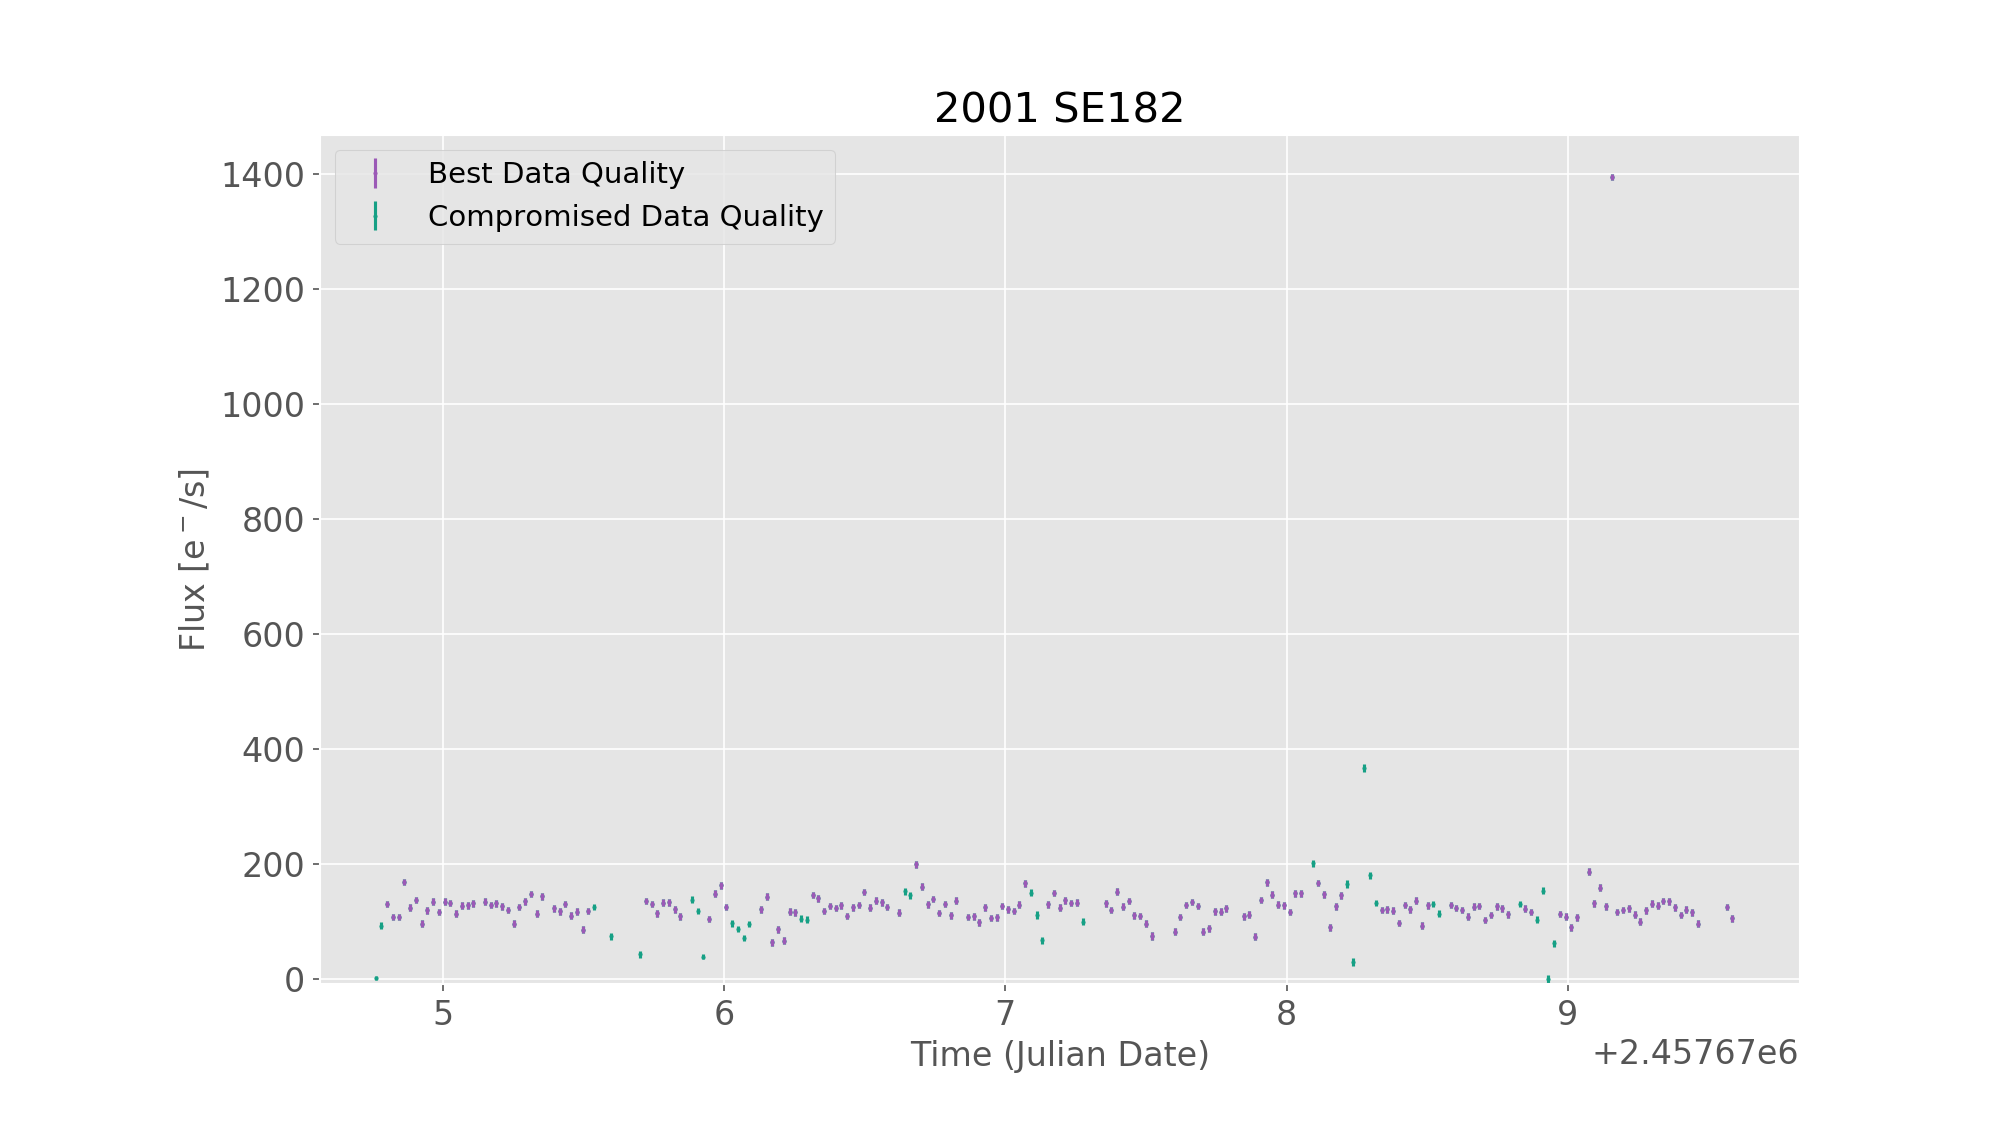 2001 SE182
Best Data Quality
Compromised Data Quality
1400
1200
1000
800
600
400
200
0
Flux [e⁻/s]
5 6 7 8 9
Time (Julian Date)
+2.45767e6